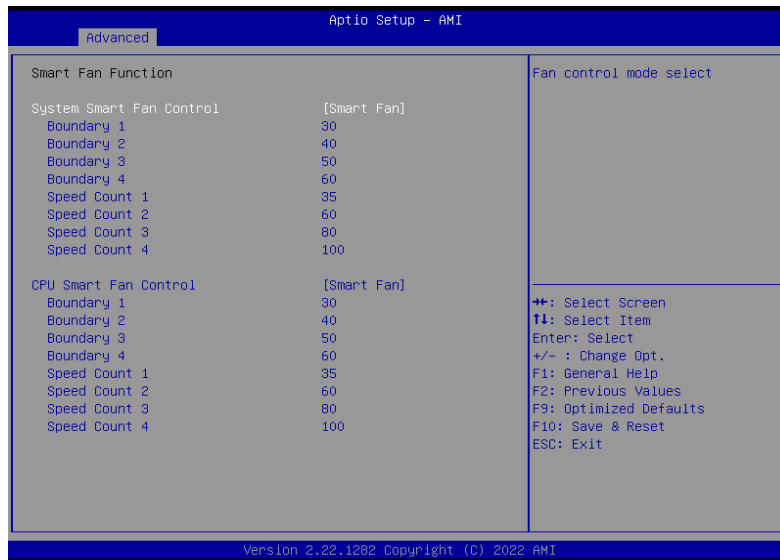 Aptio Setup – AMI
Advanced
Smart Fan Function
System Smart Fan Control [Smart Fan]
Boundary 1 30
Boundary 2 40
Boundary 3 50
Boundary 4 60
Speed Count 1 35
Speed Count 2 60
Speed Count 3 80
Speed Count 4 100
CPU Smart Fan Control [Smart Fan]
Boundary 1 30
Boundary 2 40
Boundary 3 50
Boundary 4 60
Speed Count 1 35
Speed Count 2 60
Speed Count 3 80
Speed Count 4 100
Fan control mode select
→←: Select Screen
↑↓: Select Item
Enter: Select
+/- : Change Opt.
F1: General Help
F2: Previous Values
F9: Optimized Defaults
F10: Save & Reset
ESC: Exit
Version 2.22.1282 Copyright (C) 2022 AMI